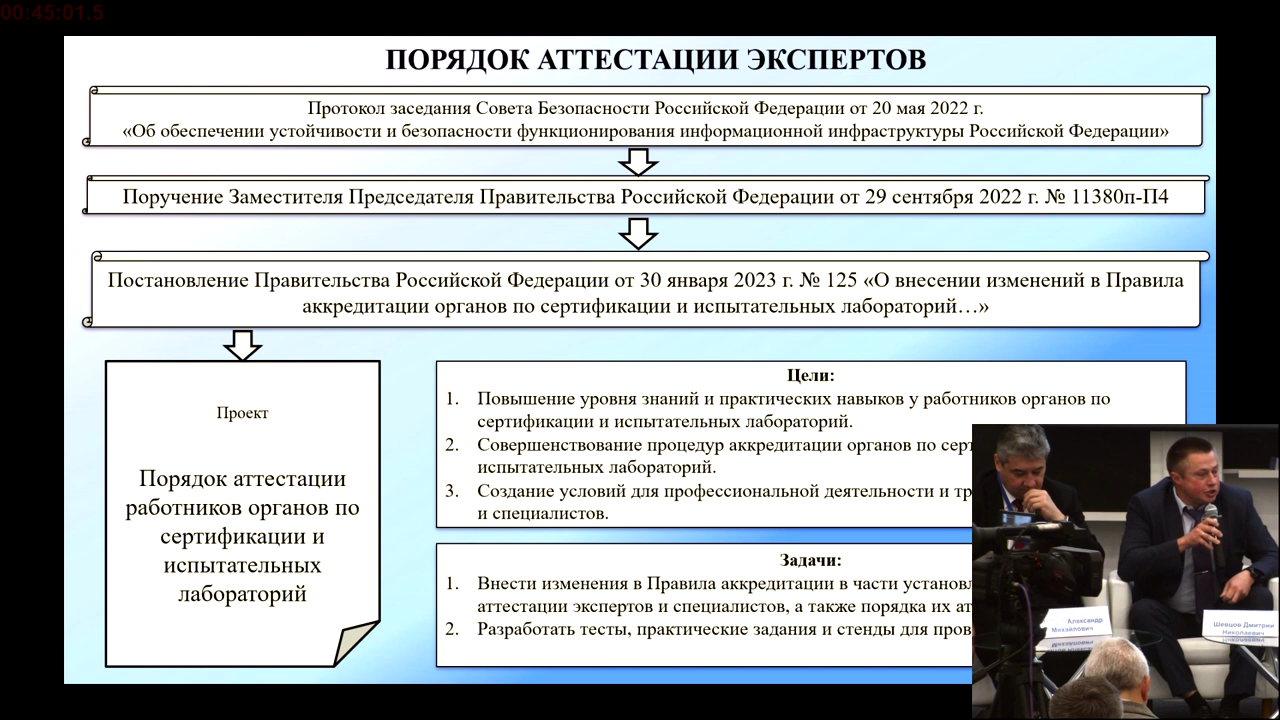 00:45:01.5
ПОРЯДОК АТТЕСТАЦИИ ЭКСПЕРТОВ
Протокол заседания Совета Безопасности Российской Федерации от 20 мая 2022 г.
«Об обеспечении устойчивости и безопасности функционирования информационной инфраструктуры Российской Федерации»
Поручение Заместителя Председателя Правительства Российской Федерации от 29 сентября 2022 г. № 11380п-П4
Постановление Правительства Российской Федерации от 30 января 2023 г. № 125 «О внесении изменений в Правила
аккредитации органов по сертификации и испытательных лабораторий…»
Проект
Порядок аттестации
работников органов по
сертификации и
испытательных
лабораторий
Цели:
1. Повышение уровня знаний и практических навыков у работников органов по
сертификации и испытательных лабораторий.
2. Совершенствование процедур аккредитации органов по серт
испытательных лабораторий.
3. Создание условий для профессиональной деятельности и тр
и специалистов.
Задачи:
1. Внести изменения в Правила аккредитации в части установл
аттестации экспертов и специалистов, а также порядка их ат
2. Разработать тесты, практические задания и стенды для пров
Александр
Михайлович
Шевцов Дмитрий
Николаевич